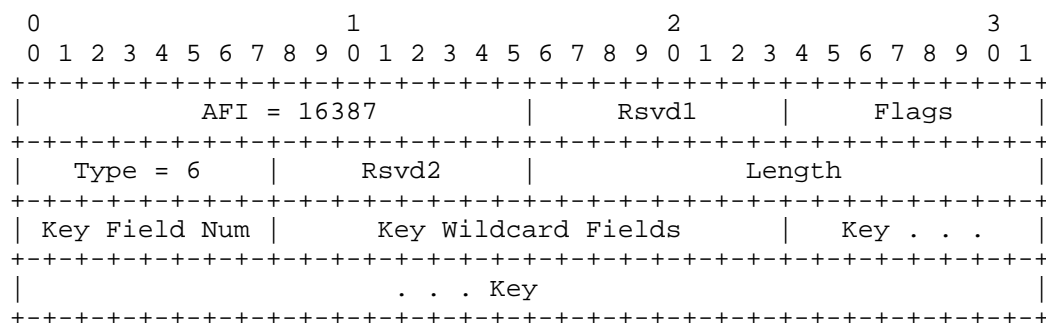 0                   1                   2                   3
 0 1 2 3 4 5 6 7 8 9 0 1 2 3 4 5 6 7 8 9 0 1 2 3 4 5 6 7 8 9 0 1
+-+-+-+-+-+-+-+-+-+-+-+-+-+-+-+-+-+-+-+-+-+-+-+-+-+-+-+-+-+-+-+-+
|           AFI = 16387         |     Rsvd1     |     Flags     |
+-+-+-+-+-+-+-+-+-+-+-+-+-+-+-+-+-+-+-+-+-+-+-+-+-+-+-+-+-+-+-+-+
|   Type = 6    |     Rsvd2     |             Length            |
+-+-+-+-+-+-+-+-+-+-+-+-+-+-+-+-+-+-+-+-+-+-+-+-+-+-+-+-+-+-+-+-+
| Key Field Num |      Key Wildcard Fields      |   Key . . .   |
+-+-+-+-+-+-+-+-+-+-+-+-+-+-+-+-+-+-+-+-+-+-+-+-+-+-+-+-+-+-+-+-+
|                       . . . Key                               |
+-+-+-+-+-+-+-+-+-+-+-+-+-+-+-+-+-+-+-+-+-+-+-+-+-+-+-+-+-+-+-+-+